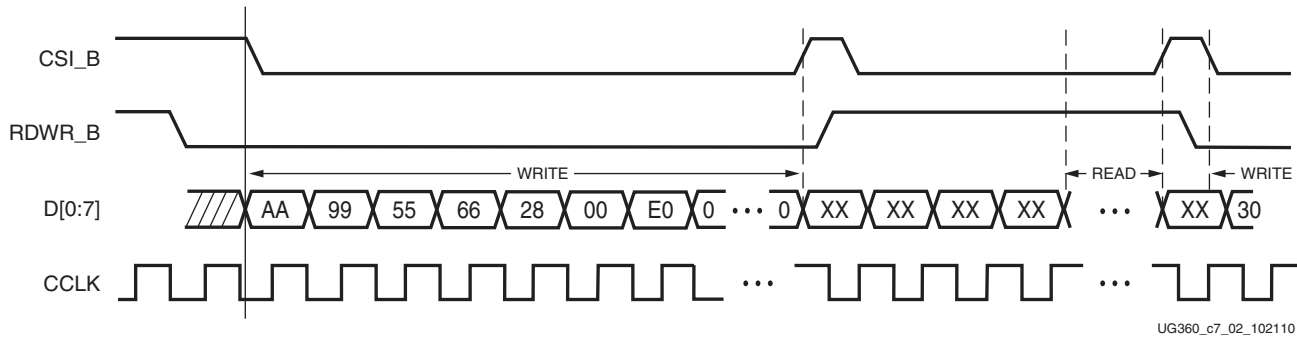 CSI_B
RDWR_B
WRITE READ WRITE
D[0:7] AA 99 55 66 28 00 E0 0 ••• 0 XX XX XX XX ••• XX 30
CCLK ••• •••
UG360_c7_02_102110